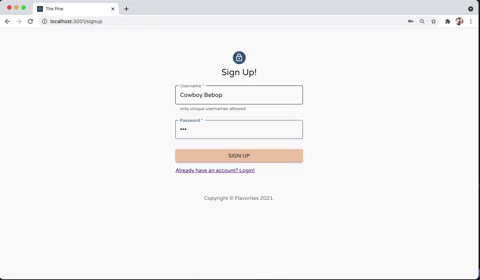 The Pine
localhost:3001/signup
Sign Up!
Username *
Cowboy Bebop
only unique usernames allowed
Password *
•••
SIGN UP
Already have an account? Login!
Copyright © Flavorites 2021.